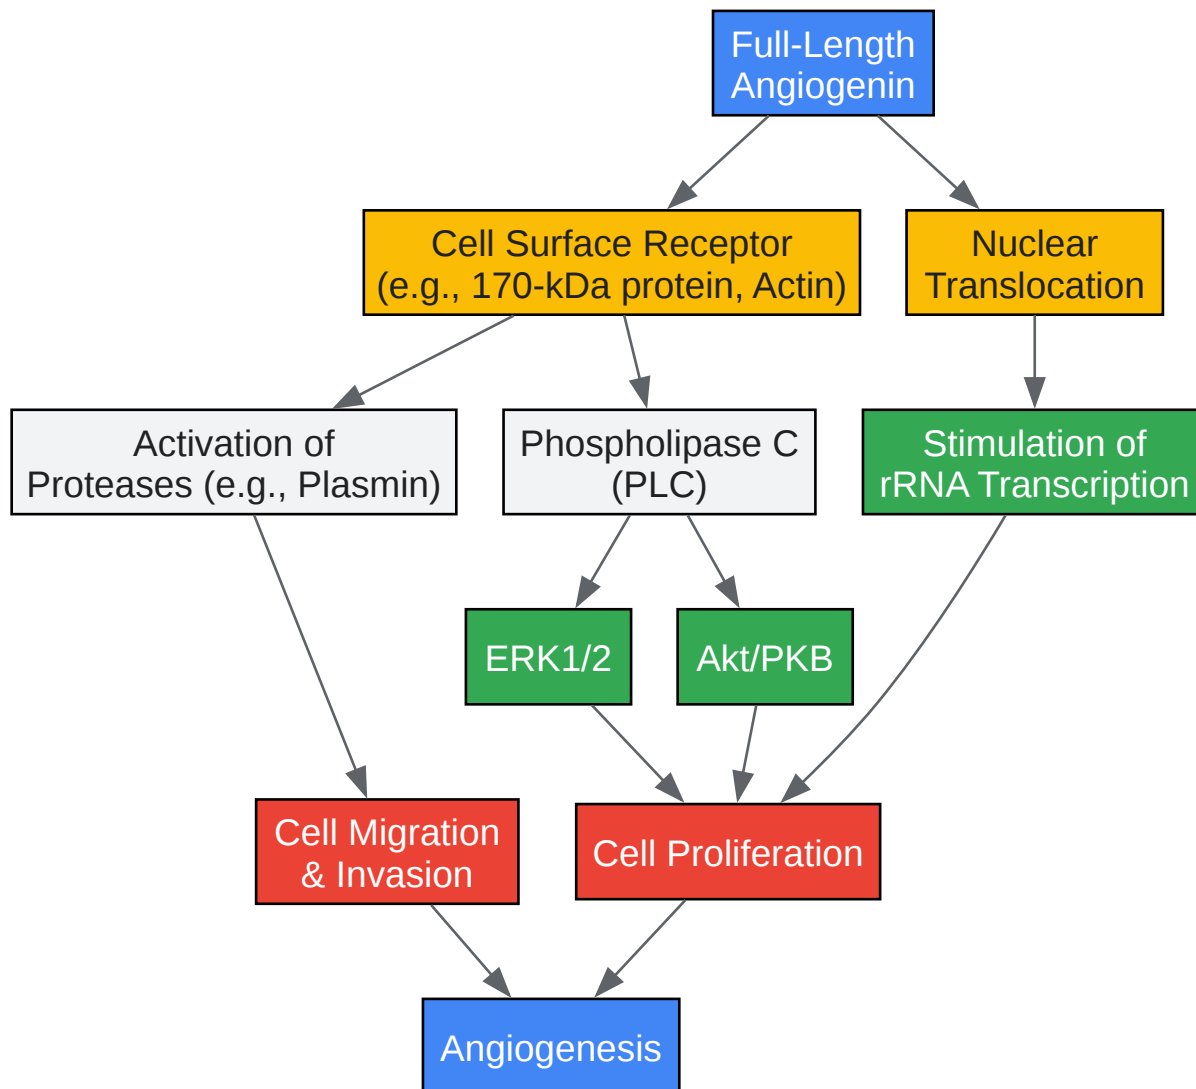 Full-Length
Angiogenin
Cell Surface Receptor
(e.g., 170-kDa protein, Actin)
Nuclear
Translocation
Activation of
Proteases (e.g., Plasmin)
Phospholipase C
(PLC)
Stimulation of
rRNA Transcription
ERK1/2
Akt/PKB
Cell Migration
& Invasion
Cell Proliferation
Angiogenesis